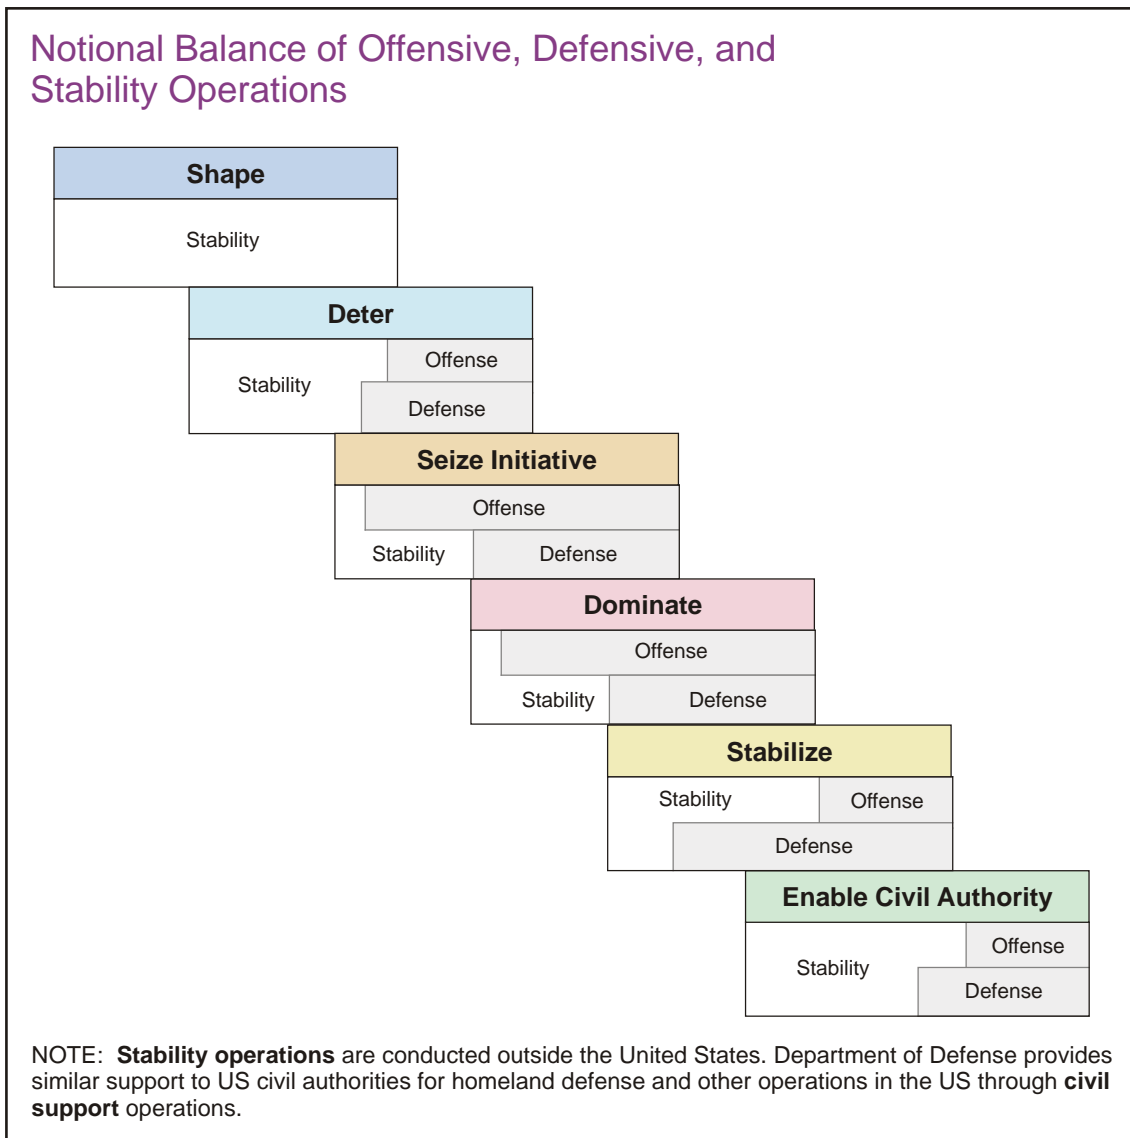 Notional Balance of Offensive, Defensive, and
Stability Operations
Shape
Stability
Deter
Offense
Stability
Defense
Seize Initiative
Offense
Stability
Defense
Dominate
Offense
Stability
Defense
Stabilize
Stability
Offense
Defense
Enable Civil Authority
Offense
Stability
Defense
NOTE: Stability operations are conducted outside the United States. Department of Defense provides
similar support to US civil authorities for homeland defense and other operations in the US through civil
support operations.